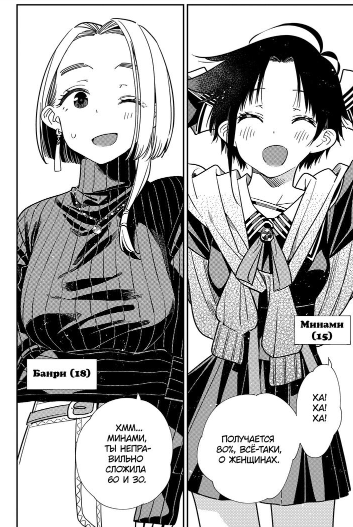 Минами
(15)
ХА!
ХА!
ХА!
ПОЛУЧАЕТСЯ
80%, ВСЁ-ТАКИ,
О ЖЕНЩИНАХ.
Банри (18)
ХММ...
МИНАМИ,
ТЫ НЕПРА-
ВИЛЬНО
СЛОЖИЛА
60 И 30.